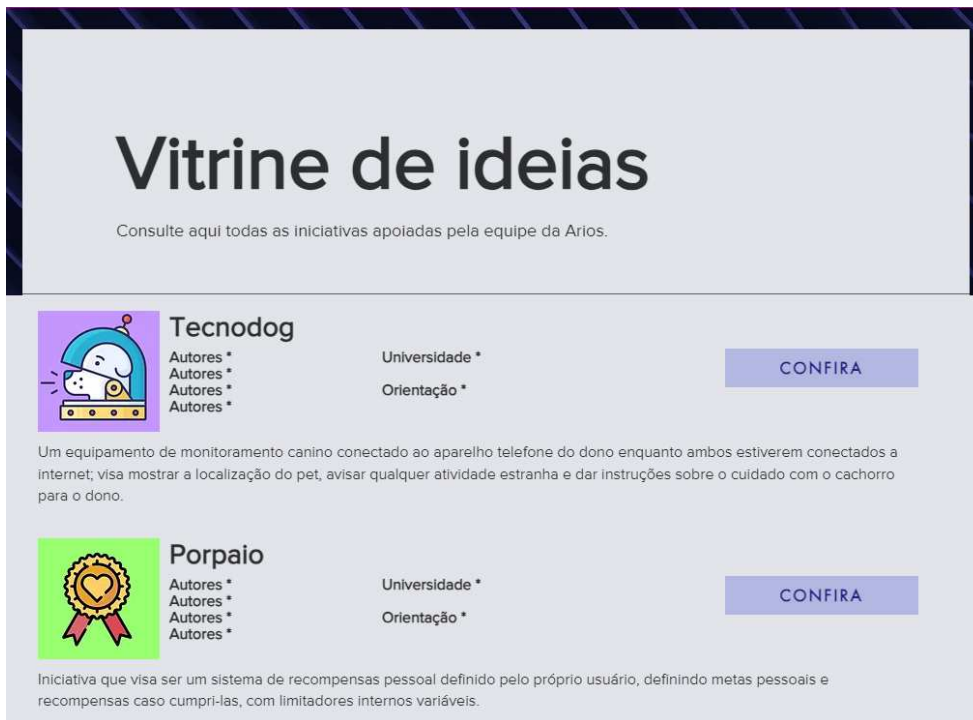 Vitrine de ideias
Consulte aqui todas as iniciativas apoiadas pela equipe da Arios.
Tecnodog
Autores *
Autores *
Autores *
Autores *
Universidade *
Orientação *
CONFIRA
Um equipamento de monitoramento canino conectado ao aparelho telefone do dono enquanto ambos estiverem conectados a
internet; visa mostrar a localização do pet, avisar qualquer atividade estranha e dar instruções sobre o cuidado com o cachorro
para o dono.
Porpaio
Autores *
Autores *
Autores *
Autores *
Universidade *
Orientação *
CONFIRA
Iniciativa que visa ser um sistema de recompensas pessoal definido pelo próprio usuário, definindo metas pessoais e
recompensas caso cumpri-las, com limitadores internos variáveis.